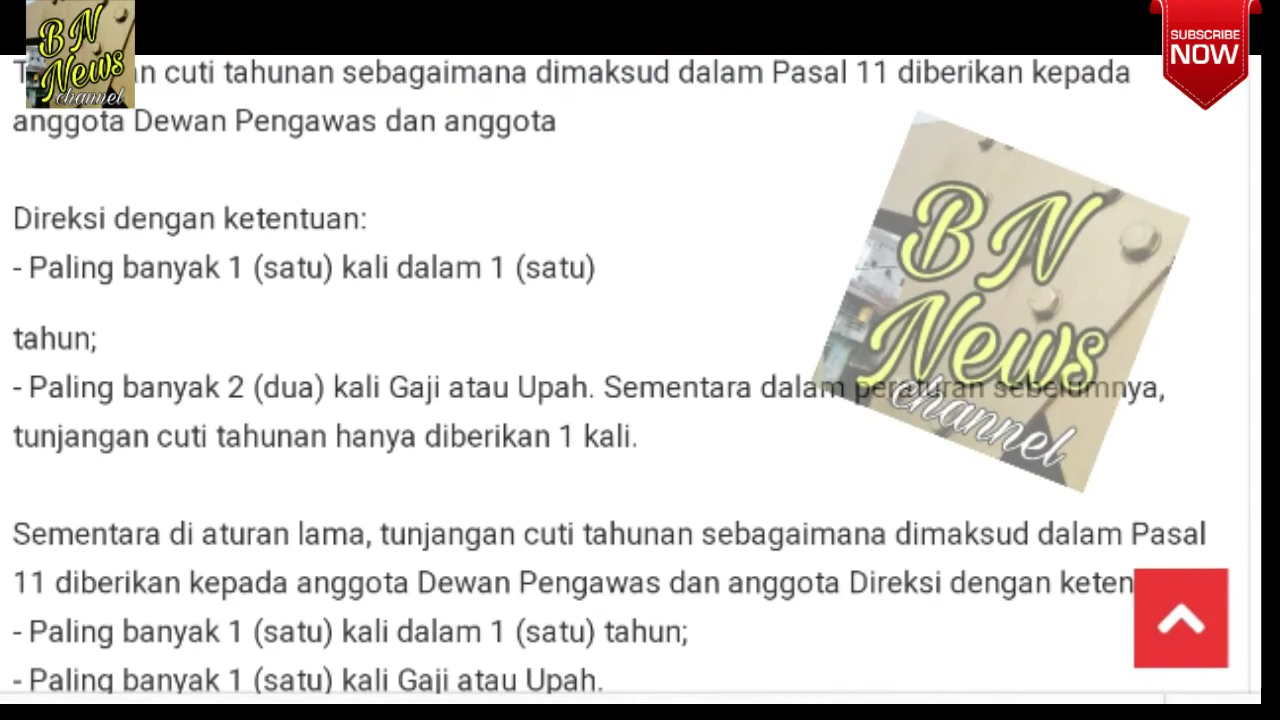 BN
News
channel
SUBSCRIBE
NOW
cuti tahunan sebagaimana dimaksud dalam Pasal 11 diberikan kepada
anggota Dewan Pengawas dan anggota
BN
News
channel
Direksi dengan ketentuan:
- Paling banyak 1 (satu) kali dalam 1 (satu)
tahun;
- Paling banyak 2 (dua) kali Gaji atau Upah. Sementara dalam peraturan sebelumnya,
tunjangan cuti tahunan hanya diberikan 1 kali.
Sementara di aturan lama, tunjangan cuti tahunan sebagaimana dimaksud dalam Pasal
11 diberikan kepada anggota Dewan Pengawas dan anggota Direksi dengan
- Paling banyak 1 (satu) kali dalam 1 (satu) tahun;
- Paling banyak 1 (satu) kali Gaji atau Upah.